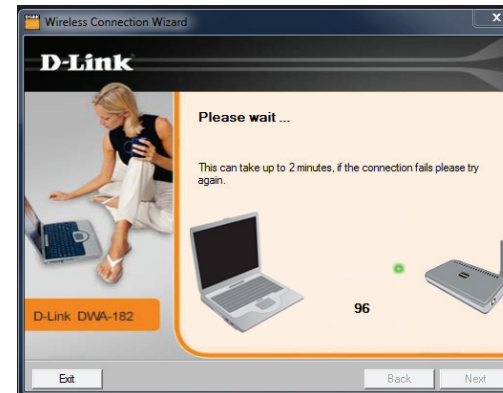 Wireless Connection Wizard
X
D-Link
Please wait ...
This can take up to 2 minutes, if the connection fails please try
again.
96
D-Link DWA-182
Exit
Back
Next